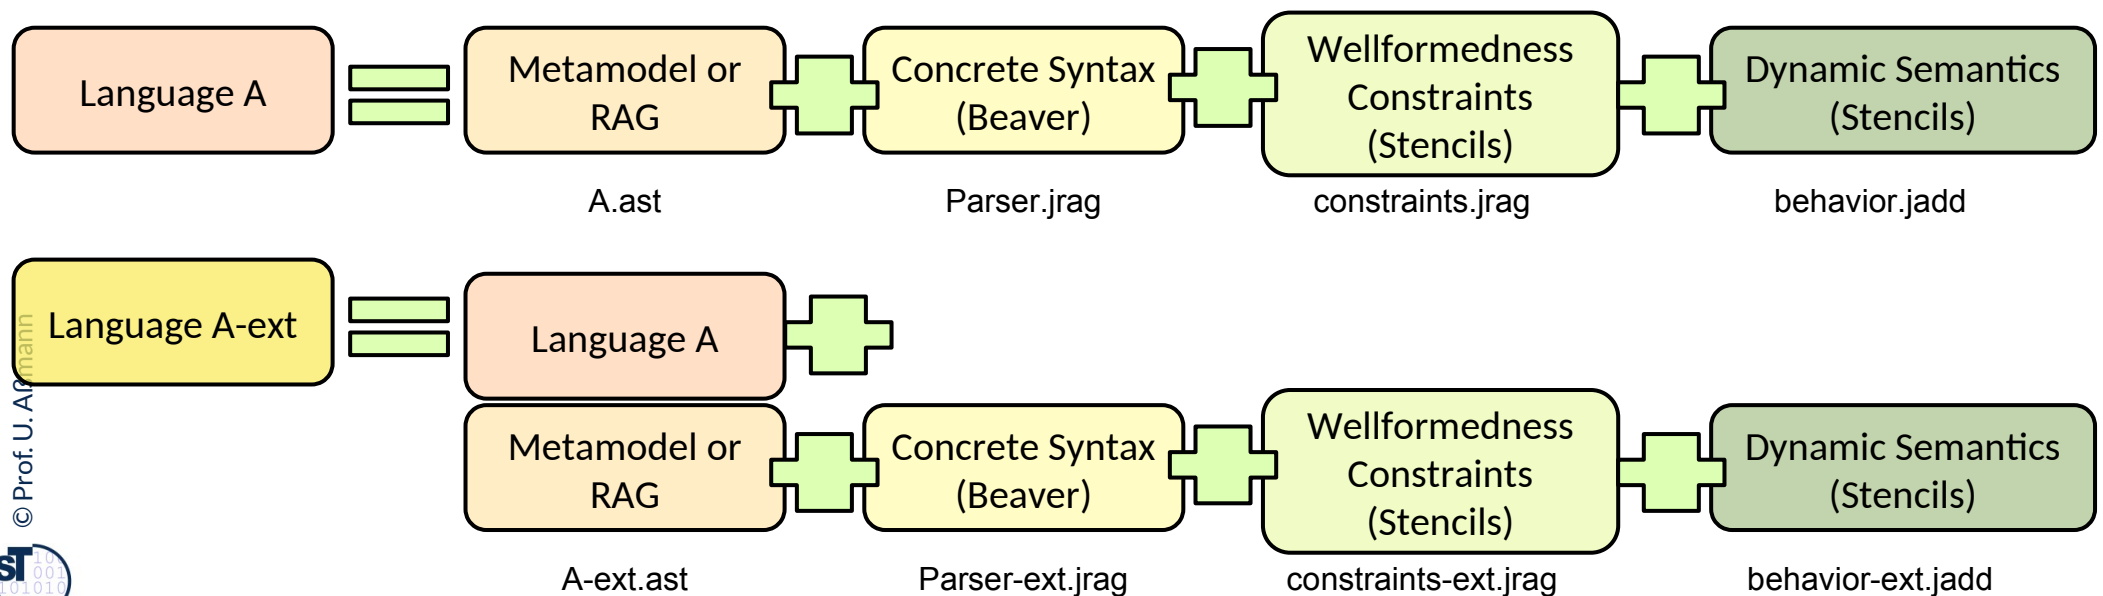 Language A
Metamodel or
RAG
Concrete Syntax
(Beaver)
Wellformedness
Constraints
(Stencils)
Dynamic Semantics
(Stencils)
A.ast
Parser.jrag
constraints.jrag
behavior.jadd
Language A-ext
Language A
Metamodel or
RAG
Concrete Syntax
(Beaver)
Wellformedness
Constraints
(Stencils)
Dynamic Semantics
(Stencils)
A-ext.ast
Parser-ext.jrag
constraints-ext.jrag
behavior-ext.jadd
© Prof. U. Aßmann